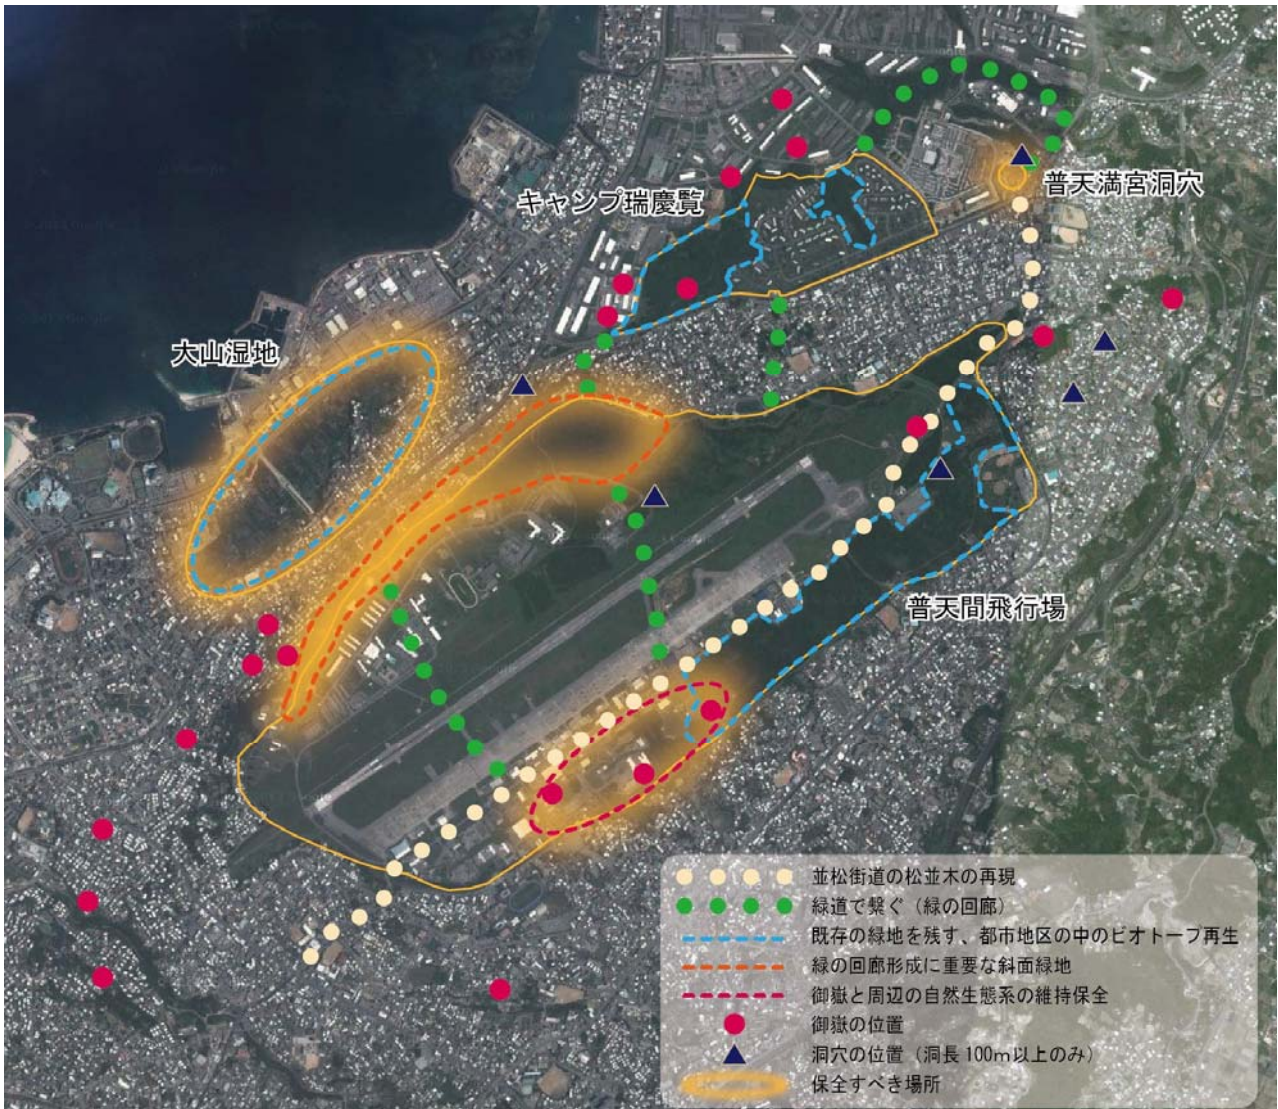 キャンプ瑞慶覧
普天満宮洞穴
大山湿地
普天間飛行場
並松街道の松並木の再現
緑道で繋ぐ（緑の回廊）
既存の緑地を残す、都市地区の中のビオトープ再生
緑の回廊形成に重要な斜面緑地
御嶽と周辺の自然生態系の維持保全
御嶽の位置
洞穴の位置（洞長100m以上のみ）
保全すべき場所